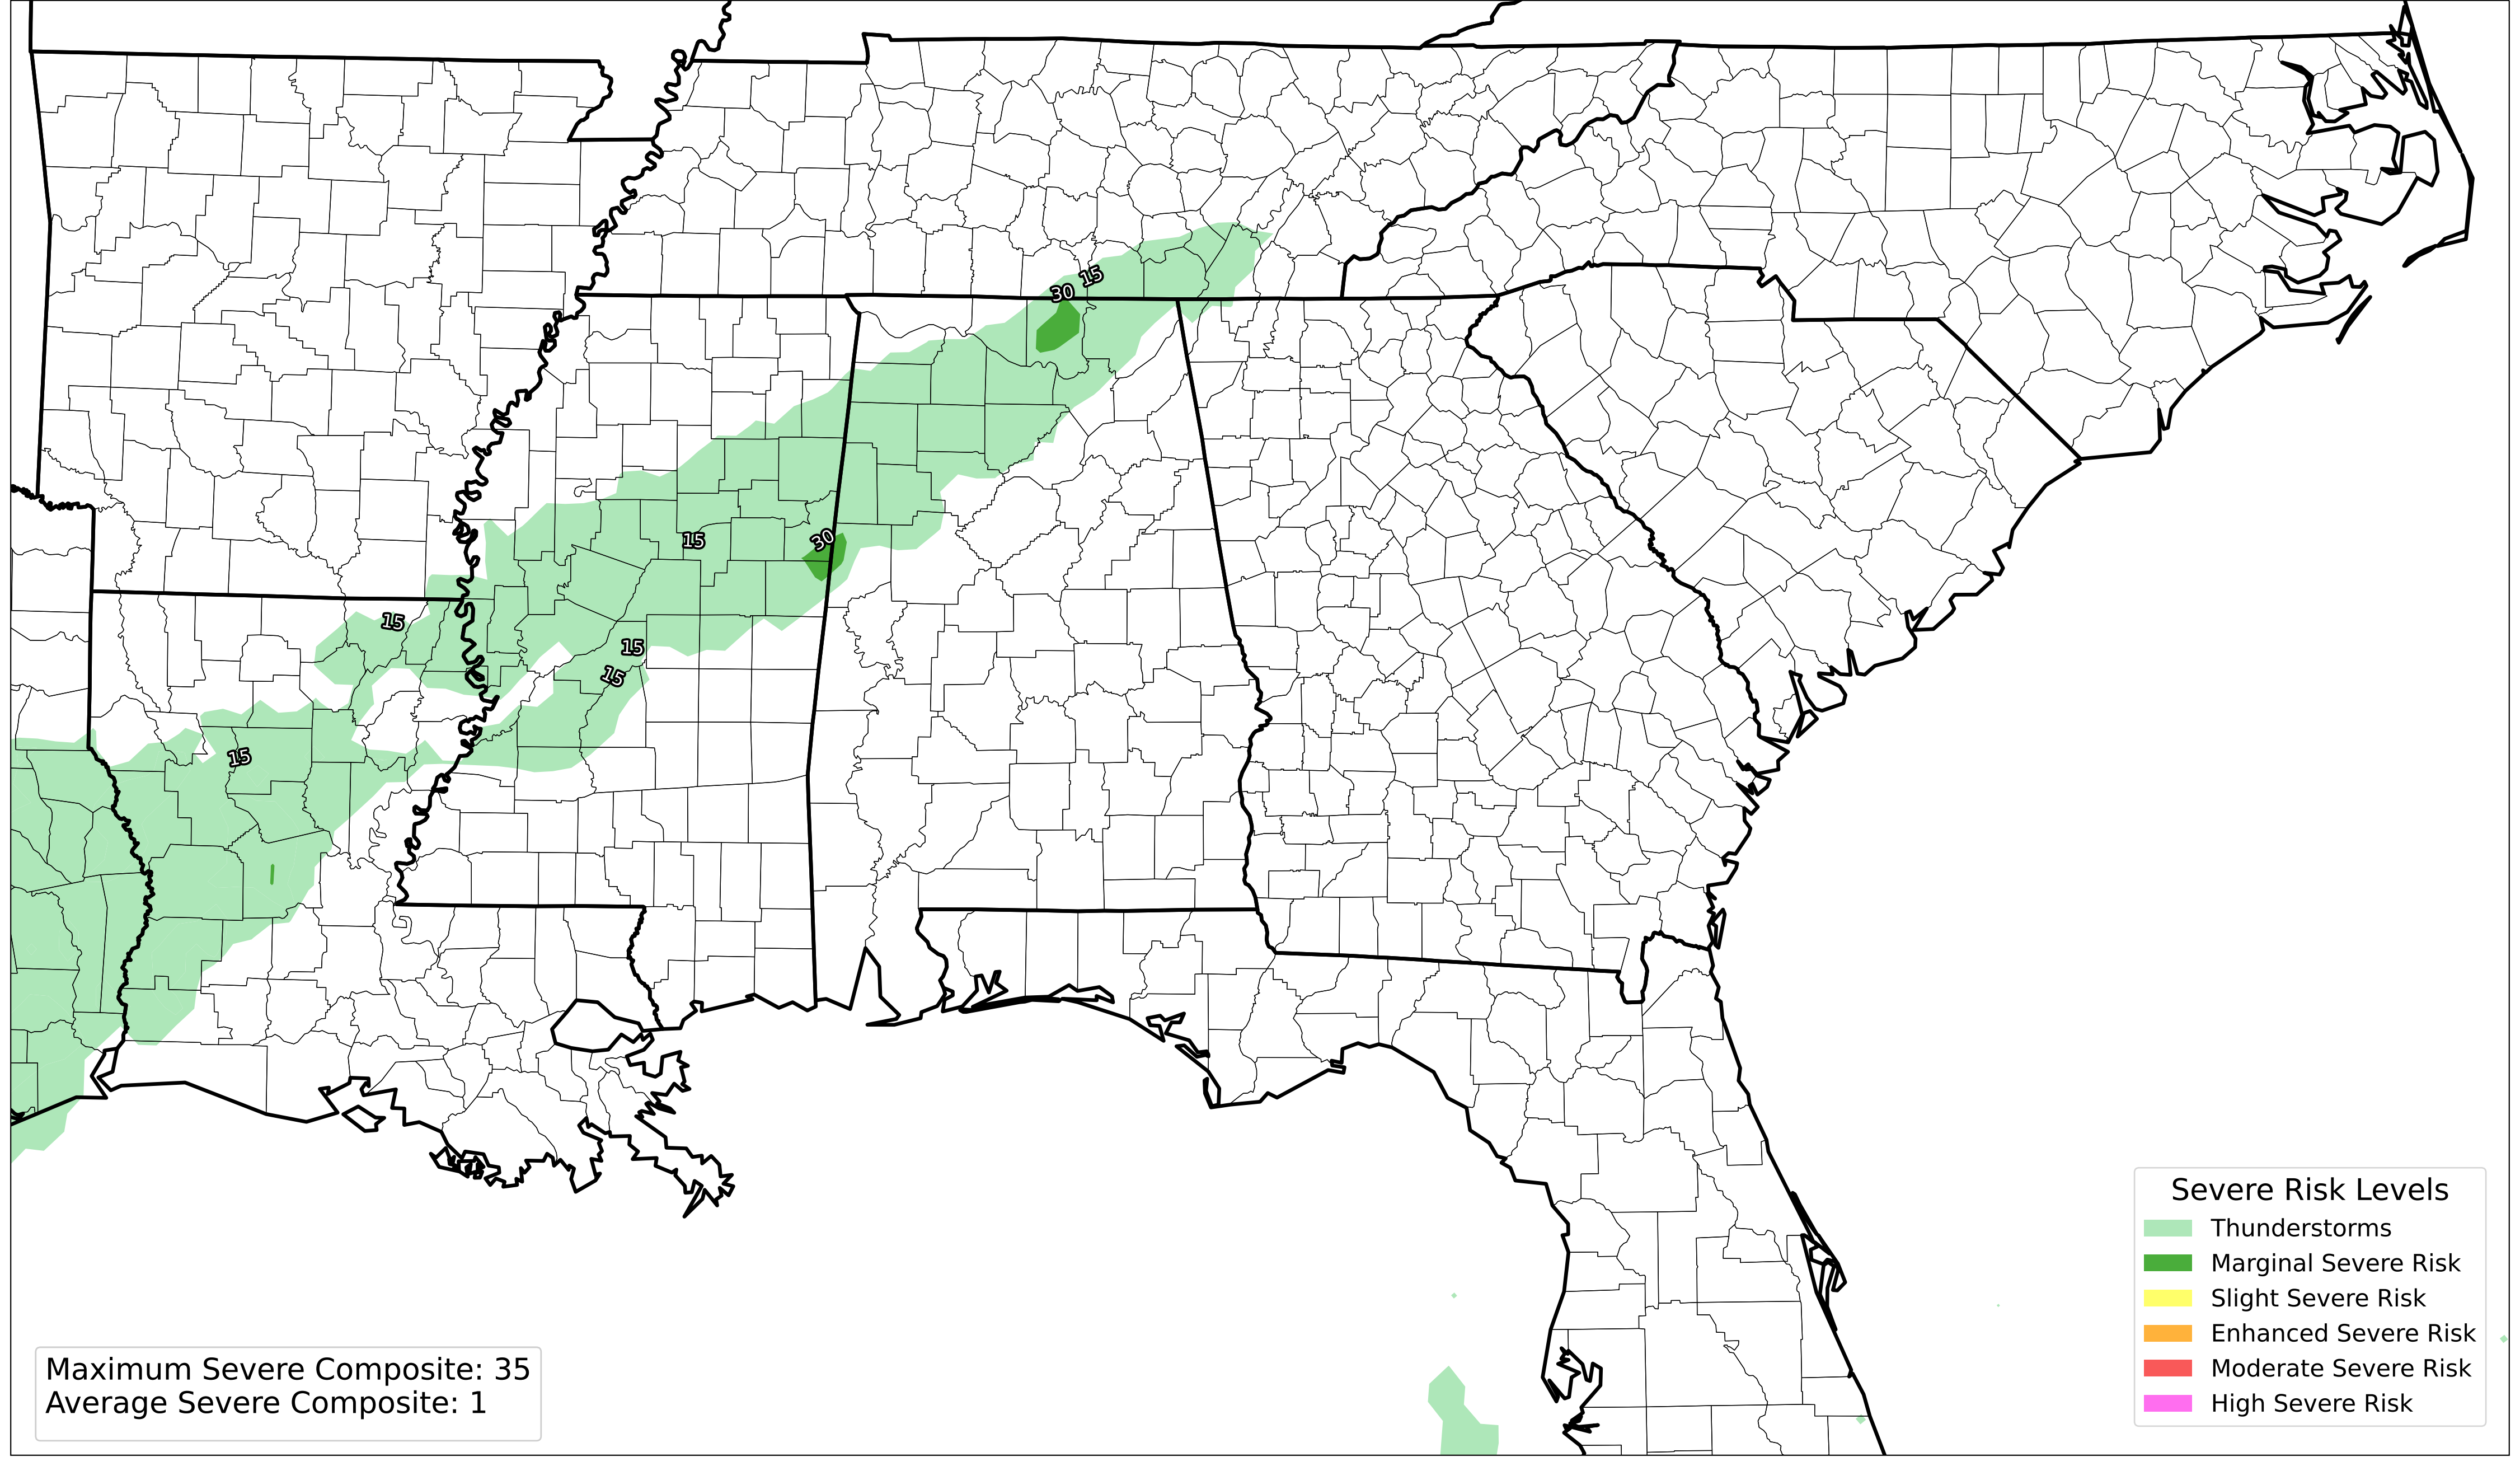 15
30
15
30
15
15
15
15
Severe Risk Levels
Thunderstorms
Marginal Severe Risk
Slight Severe Risk
Enhanced Severe Risk
Moderate Severe Risk
High Severe Risk
Maximum Severe Composite: 35
Average Severe Composite: 1